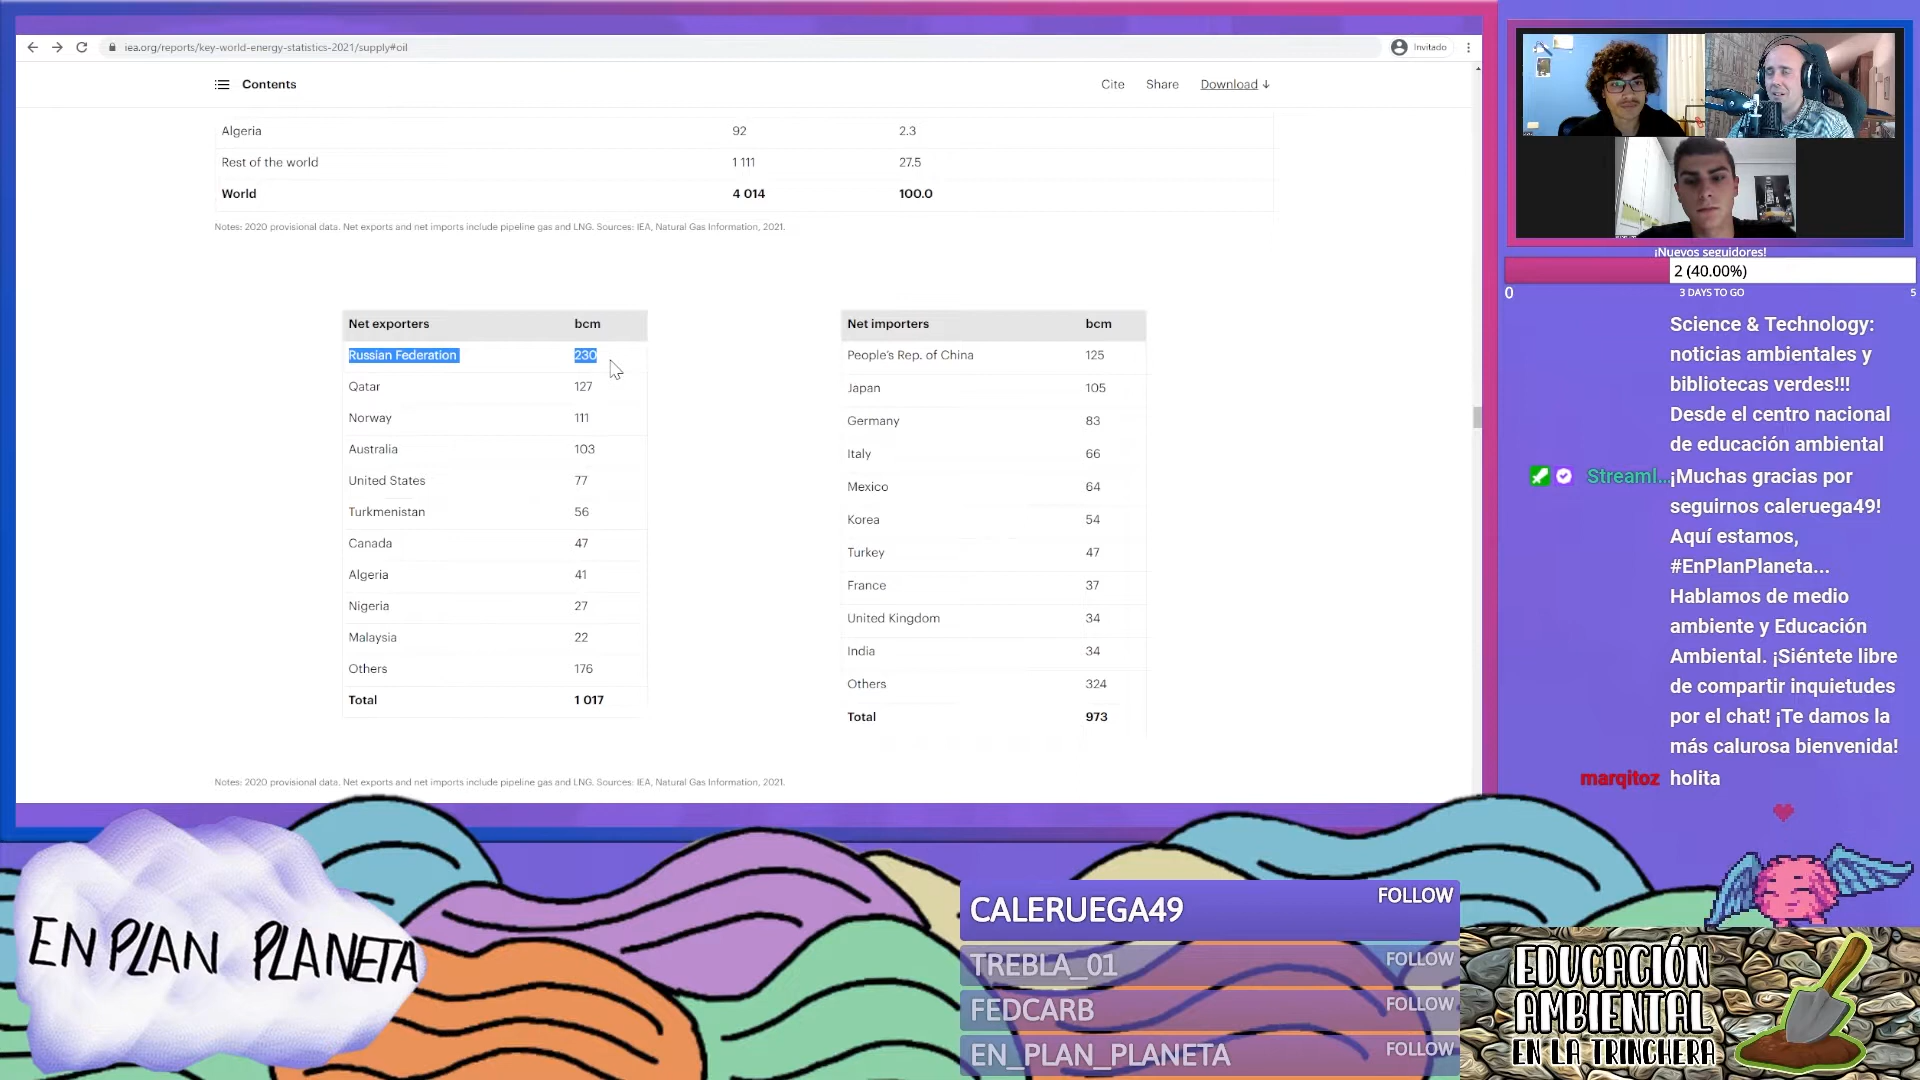 iea.org/reports/key-world-energy-statistics-2021/supply#oil
Invitado
Contents
Cite Share Download ↓
Algeria 92 2.3
Rest of the world 1 111 27.5
World 4 014 100.0
Notes: 2020 provisional data. Net exports and net imports include pipeline gas and LNG. Sources: IEA, Natural Gas Information, 2021.
Net exporters bcm
Russian Federation 230
Qatar 127
Norway 111
Australia 103
United States 77
Turkmenistan 56
Canada 47
Algeria 41
Nigeria 27
Malaysia 22
Others 176
Total 1 017
Net importers bcm
People's Rep. of China 125
Japan 105
Germany 83
Italy 66
Mexico 64
Korea 54
Turkey 47
France 37
United Kingdom 34
India 34
Others 324
Total 973
Notes: 2020 provisional data. Net exports and net imports include pipeline gas and LNG. Sources: IEA, Natural Gas Information, 2021.
¡Nuevos seguidores!
2 (40.00%)
0 3 DAYS TO GO 5
Science & Technology:
noticias ambientales y
bibliotecas verdes!!!
Desde el centro nacional
de educación ambiental
Streaml... ¡Muchas gracias por
seguirnos caleruega49!
Aquí estamos,
#EnPlanPlaneta...
Hablamos de medio
ambiente y Educación
Ambiental. ¡Siéntete libre
de compartir inquietudes
por el chat! ¡Te damos la
más calurosa bienvenida!
marqitoz holita
EN PLAN PLANETA
CALERUEGA49 FOLLOW
TREBLA_01 FOLLOW
FEDCARB FOLLOW
EN_PLAN_PLANETA FOLLOW
EDUCACIÓN
AMBIENTAL
EN LA TRINCHERA